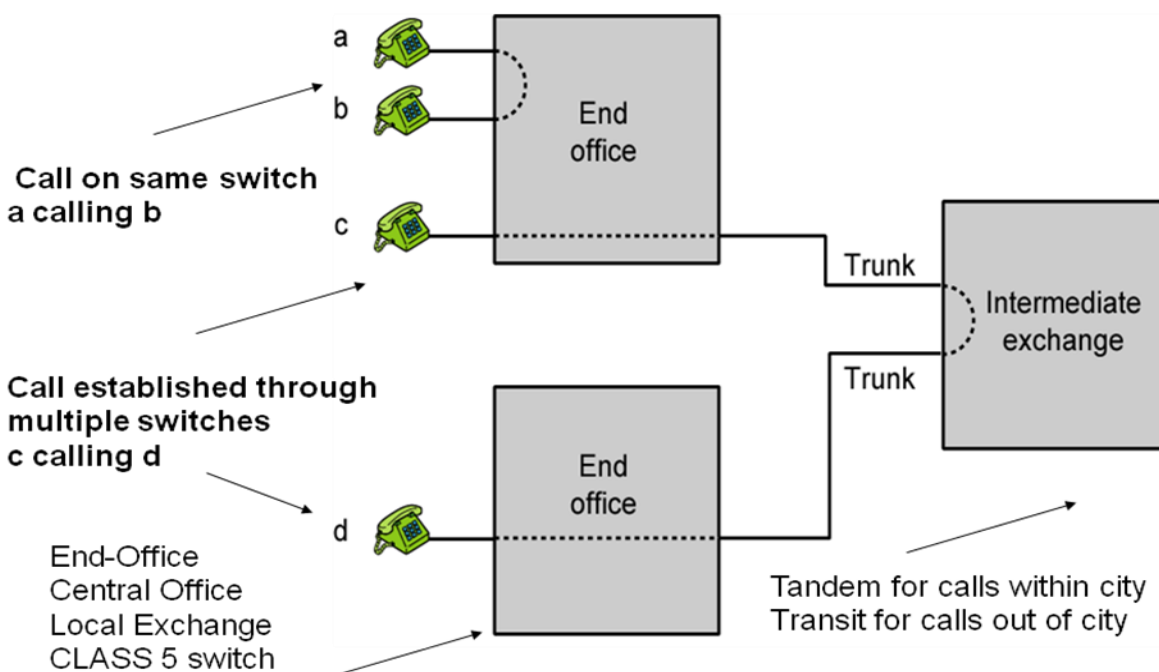 a
b
End
office
Call on same switch
a calling b
c
Trunk
Intermediate
exchange
Trunk
Call established through
multiple switches
c calling d
End
office
d
End-Office
Central Office
Local Exchange
CLASS 5 switch
Tandem for calls within city
Transit for calls out of city